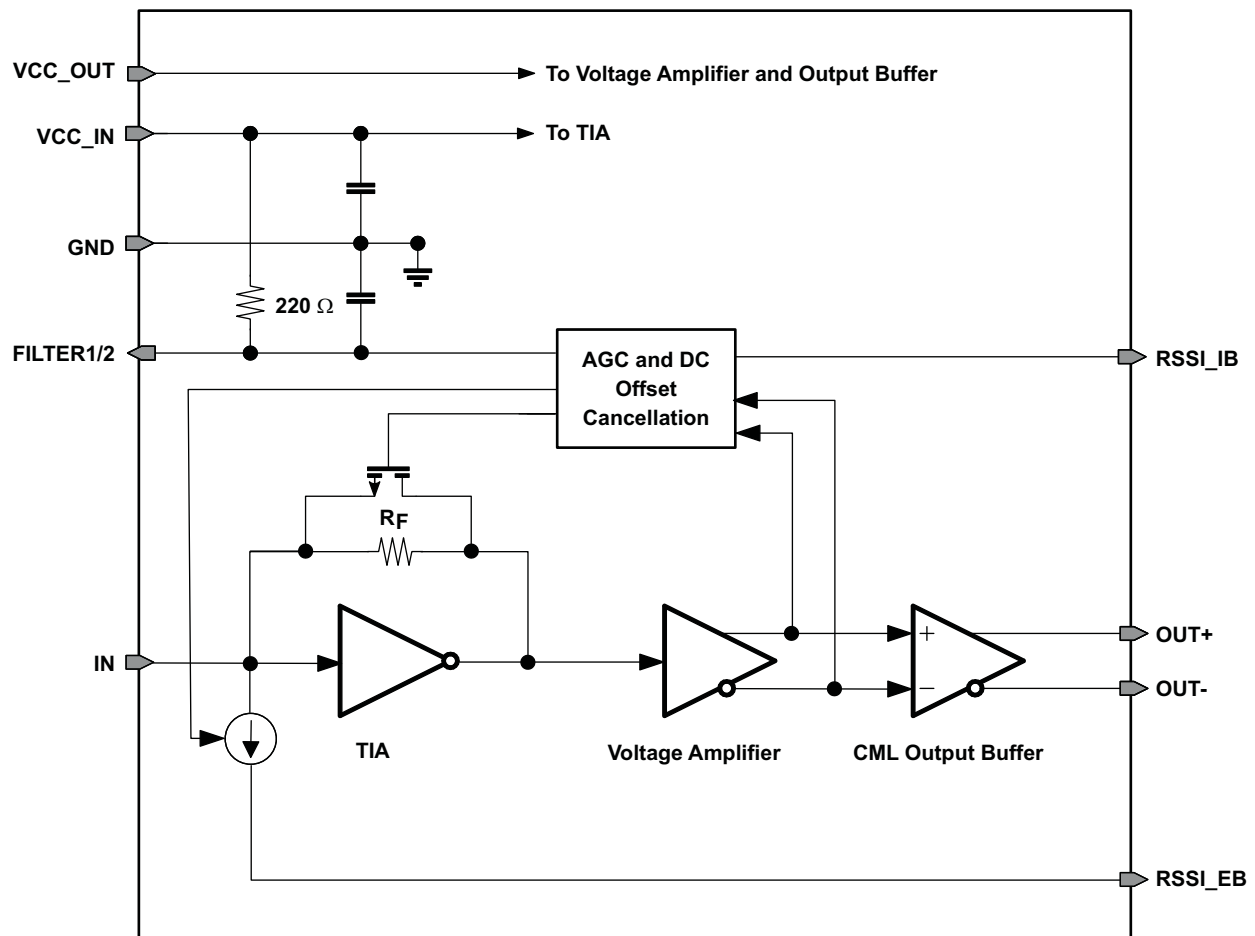 VCC_OUT
To Voltage Amplifier and Output Buffer
VCC_IN
To TIA
GND
220 Ω
FILTER1/2
AGC and DC
Offset
Cancellation
RSSI_IB
RF
IN
+
−
OUT+
OUT-
TIA
Voltage Amplifier
CML Output Buffer
RSSI_EB